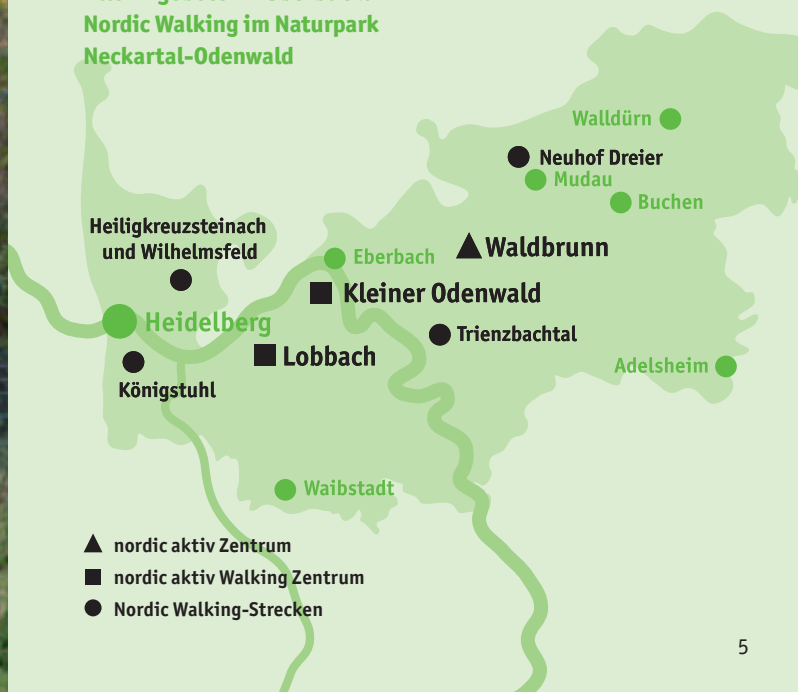 Nordic Walking im Naturpark
Neckartal-Odenwald
Walldürn
Neuhof Dreier
Mudau
Buchen
Heiligkreuzsteinach
und Wilhelmsfeld
Waldbrunn
Eberbach
Kleiner Odenwald
Heidelberg
Trienzbachtal
Lobbach
Adelsheim
Königstuhl
Waibstadt
nordic aktiv Zentrum
nordic aktiv Walking Zentrum
Nordic Walking-Strecken
5